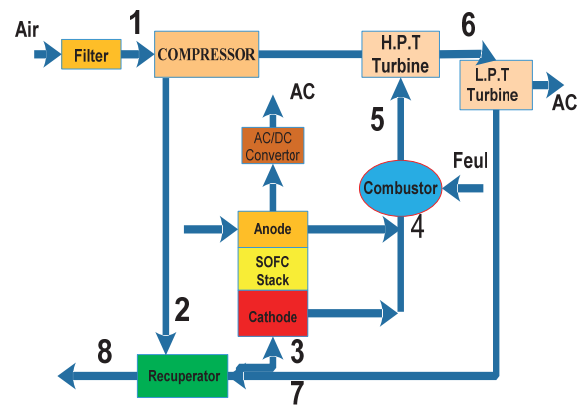 Air
1
6
Filter
COMPRESSOR
H.P.T
Turbine
L.P.T
Turbine
AC
AC
5
AC/DC
Convertor
Feul
Combustor
4
Anode
SOFC
Stack
Cathode
2
3
8
Recuperator
7